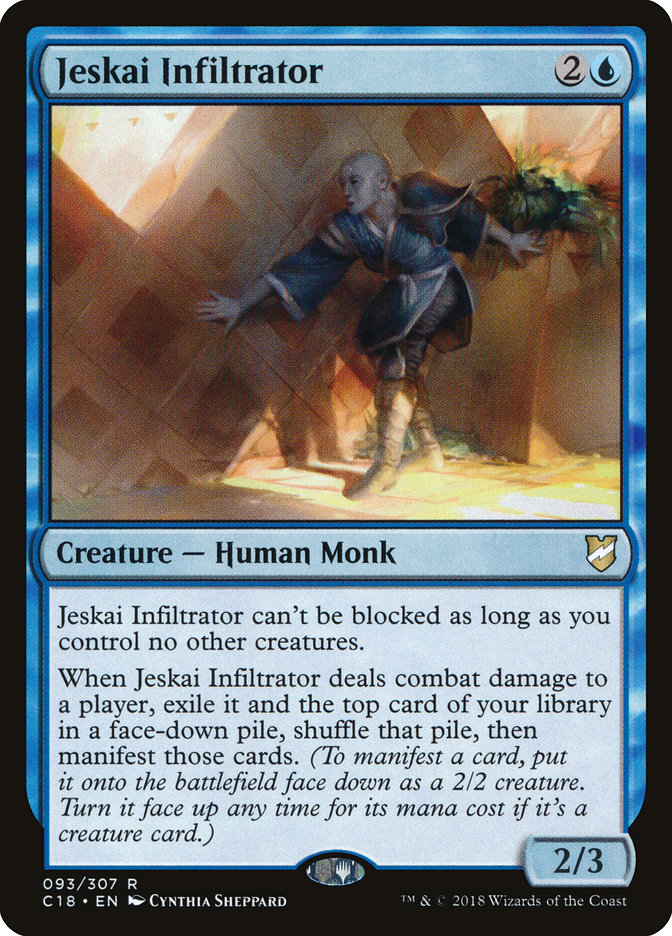 Jeskai Infiltrator 2
Creature — Human Monk
Jeskai Infiltrator can't be blocked as long as you
control no other creatures.
When Jeskai Infiltrator deals combat damage to
a player, exile it and the top card of your library
in a face-down pile, shuffle that pile, then
manifest those cards. (To manifest a card, put
it onto the battlefield face down as a 2/2 creature.
Turn it face up any time for its mana cost if it's a
creature card.)
2/3
093/307 R
C18 • EN Cynthia Sheppard
™ & © 2018 Wizards of the Coast